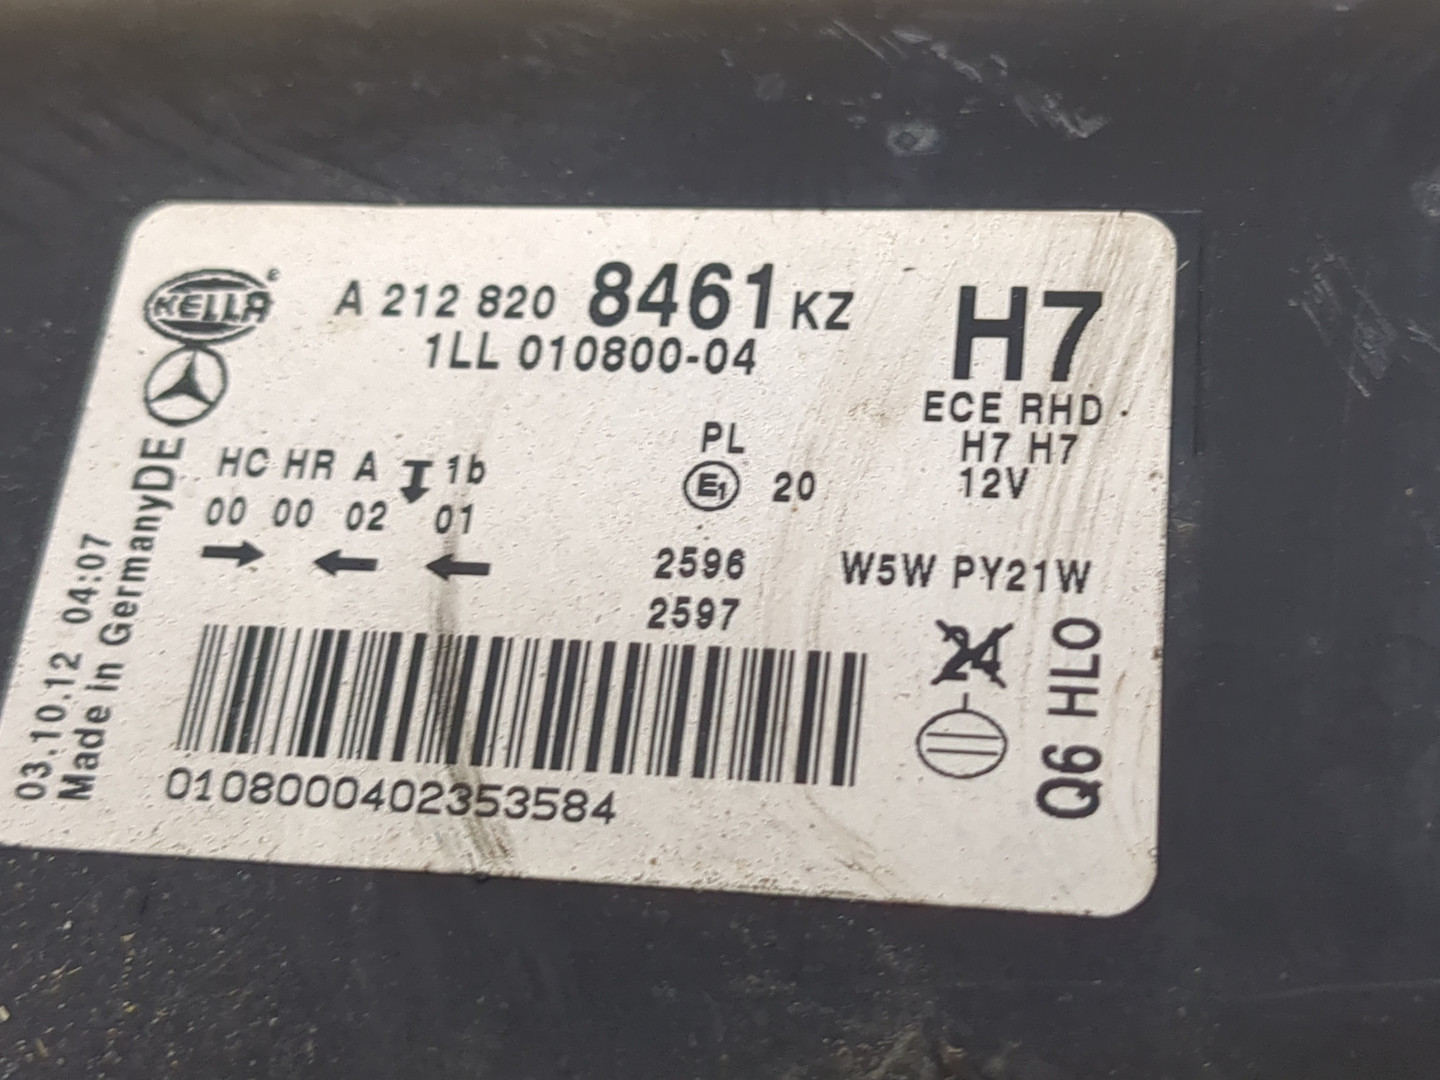 HELLA
A 212 820 8461 KZ
1LL 010800-04
H7
ECE RHD
H7 H7
12V
HC HR A 1b
00 00 02 01
PL
E1 20
2596
2597
W5W PY21W
24
Q6 HLO
03.10.12 04:07
Made in GermanyDE
0108000402353584